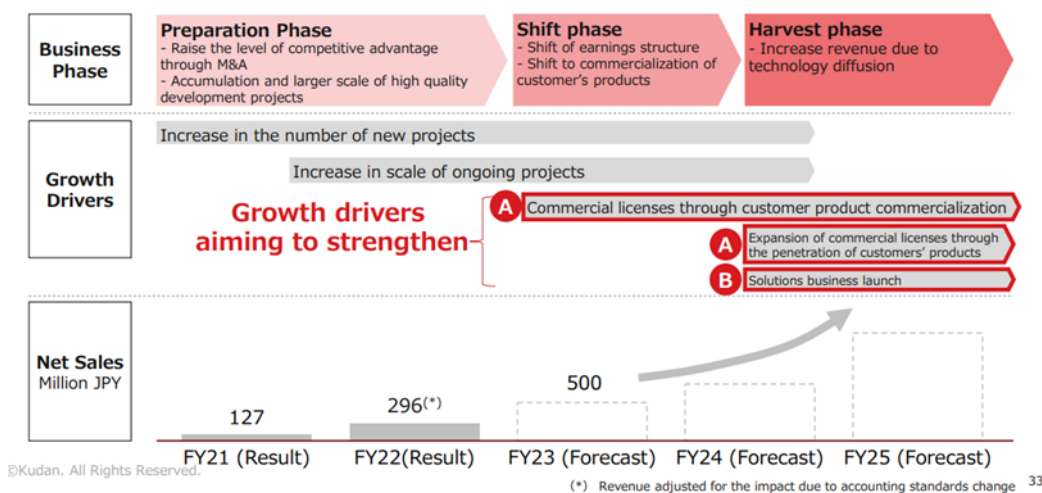 Business
Phase
Preparation Phase
- Raise the level of competitive advantage
through M&A
- Accumulation and larger scale of high quality
development projects
Shift phase
- Shift of earnings structure
- Shift to commercialization of
customer's products
Harvest phase
- Increase revenue due to
technology diffusion
Growth
Drivers
Increase in the number of new projects
Increase in scale of ongoing projects
Growth drivers
aiming to strengthen
A Commercial licenses through customer product commercialization
A Expansion of commercial licenses through
the penetration of customers' products
B Solutions business launch
Net Sales
Million JPY
127
296(*)
500
FY21 (Result)
FY22(Result)
FY23 (Forecast)
FY24 (Forecast)
FY25 (Forecast)
©Kudan. All Rights Reserved.
(*) Revenue adjusted for the impact due to accounting standards change
33